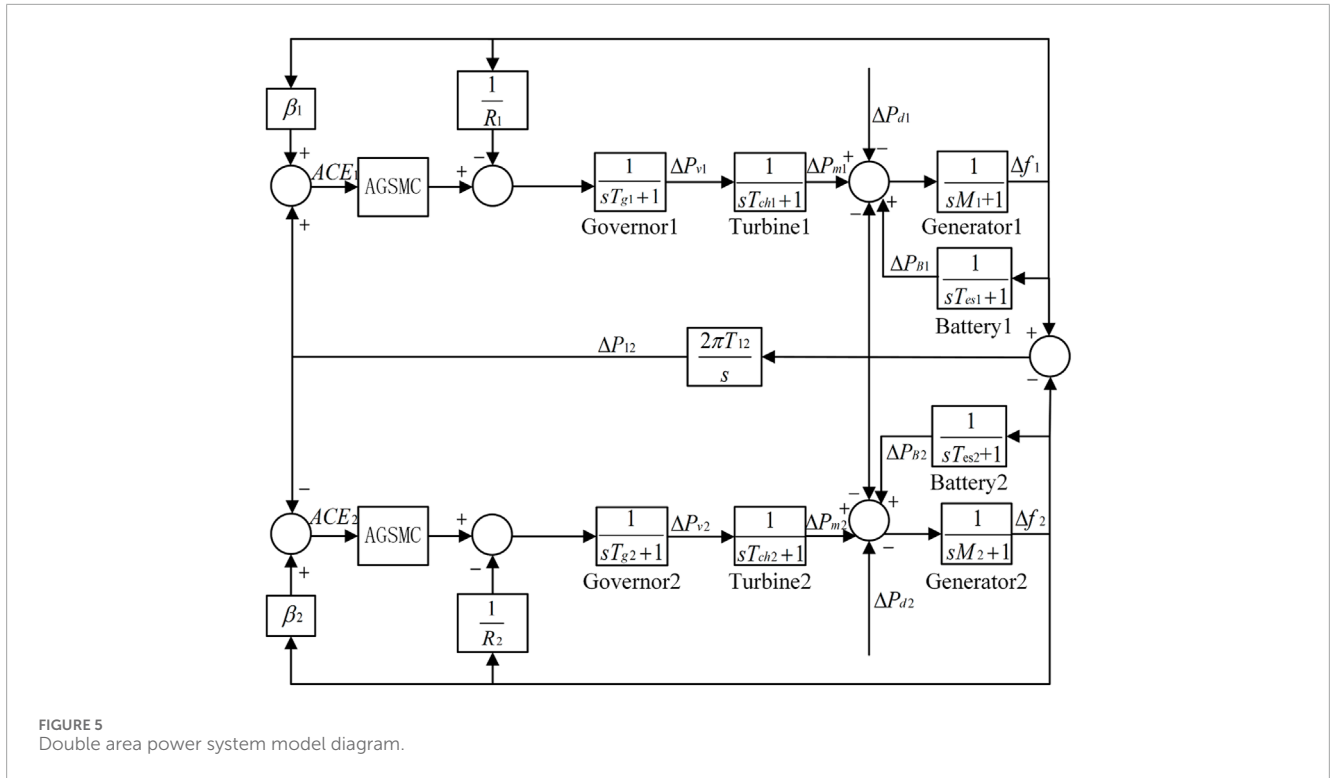 β1
1
R1
ΔPd1
+
−
+
−
ACE1
AGSMC
+
1
sTg1+1
ΔPv1
1
sTch1+1
ΔPm1
+
−
+
1
sM1+1
Δf1
Governor1
Turbine1
Generator1
ΔPB1
1
sTes1+1
Battery1
ΔP12
2πT12
s
+
−
1
sTes2+1
ΔPB2
Battery2
−
−
+
+
ACE2
AGSMC
+
−
1
sTg2+1
ΔPv2
1
sTch2+1
ΔPm2
−
1
sM2+1
Δf2
Governor2
Turbine2
Generator2
+
β2
1
R2
ΔPd2
FIGURE 5
Double area power system model diagram.